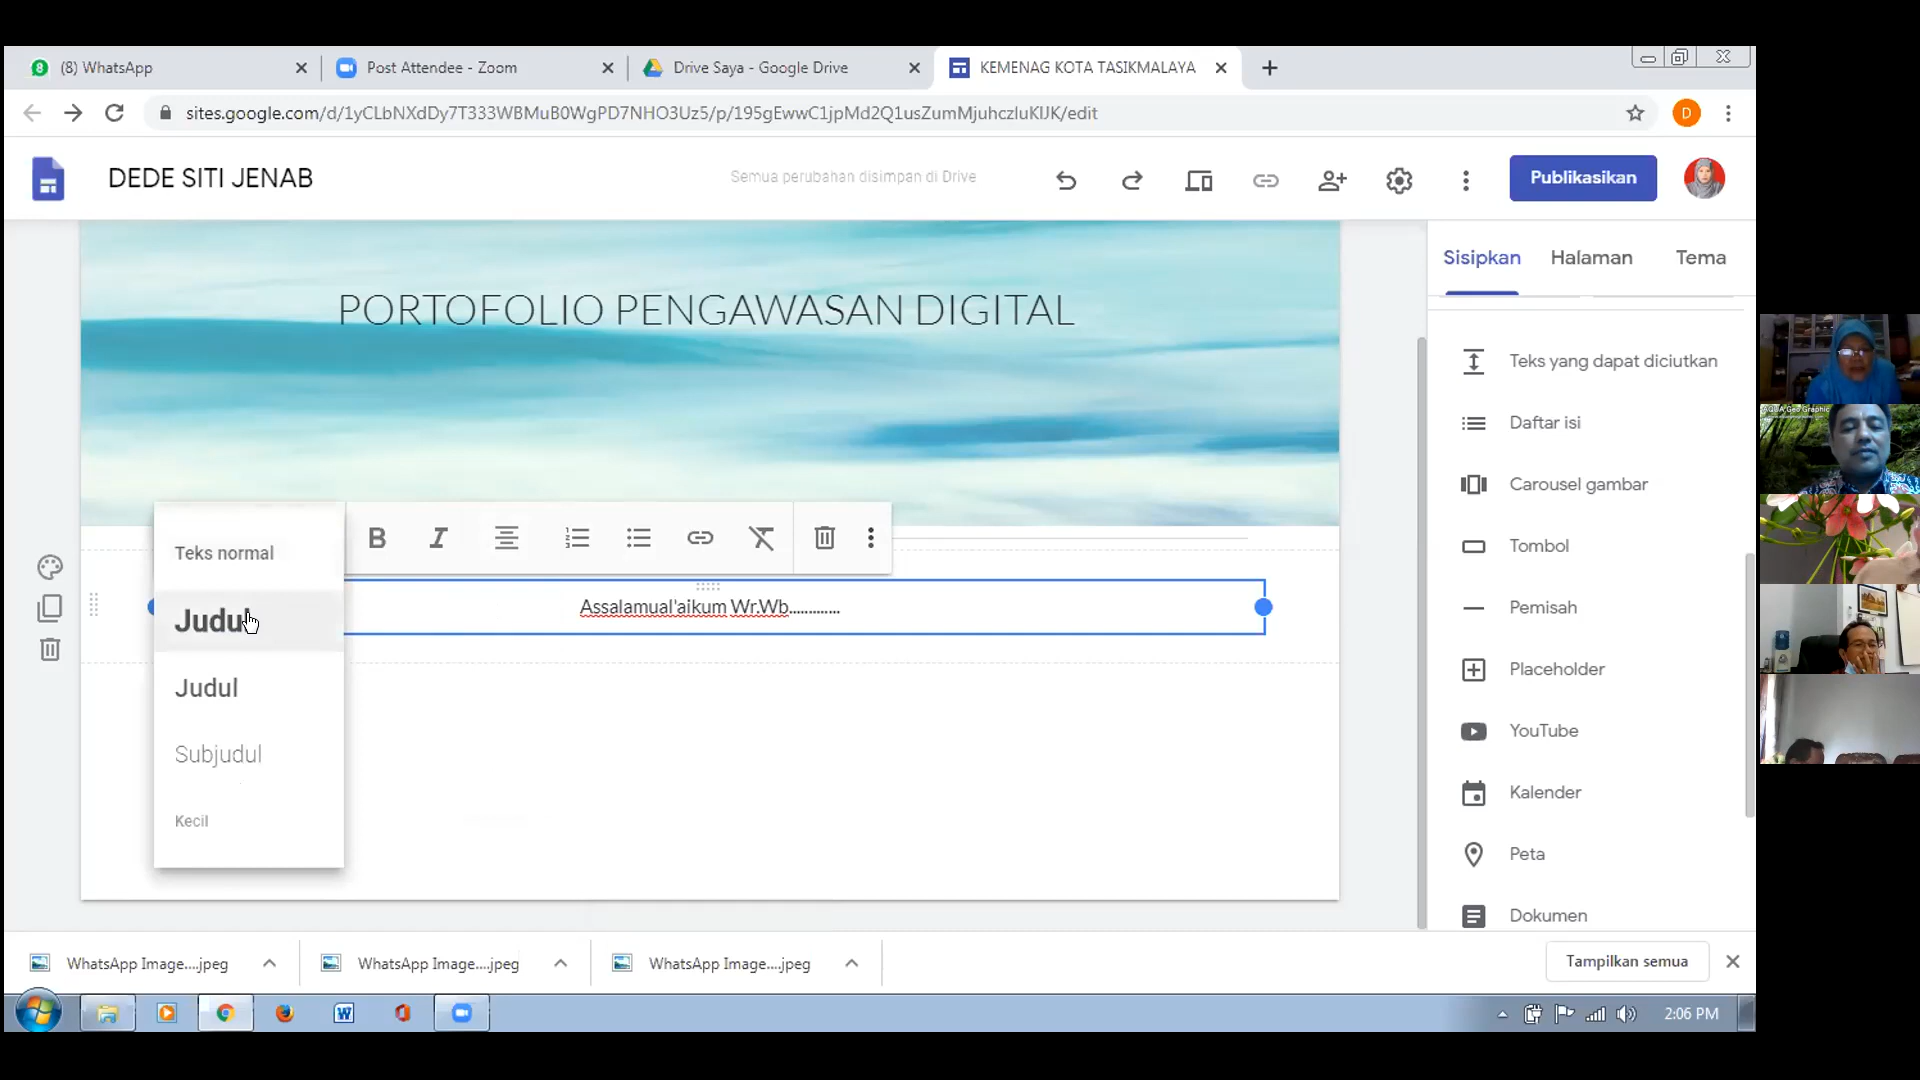 (8) WhatsApp
Post Attendee - Zoom
Drive Saya - Google Drive
KEMENAG KOTA TASIKMALAYA
sites.google.com/d/1yCLbNXdDy7T333WBMuB0WgPD7NHO3Uz5/p/195gEwwC1jpMd2Q1usZumMjuhczluKlJK/edit
D
DEDE SITI JENAB
Semua perubahan disimpan di Drive
Publikasikan
Sisipkan Halaman Tema
PORTOFOLIO PENGAWASAN DIGITAL
Teks normal
Judul
Judul
Subjudul
Kecil
Assalamual'aikum Wr.Wb.............
Teks yang dapat diciutkan
Daftar isi
Carousel gambar
Tombol
Pemisah
Placeholder
YouTube
Kalender
Peta
Dokumen
WhatsApp Image....jpeg
WhatsApp Image....jpeg
WhatsApp Image....jpeg
Tampilkan semua
2:06 PM